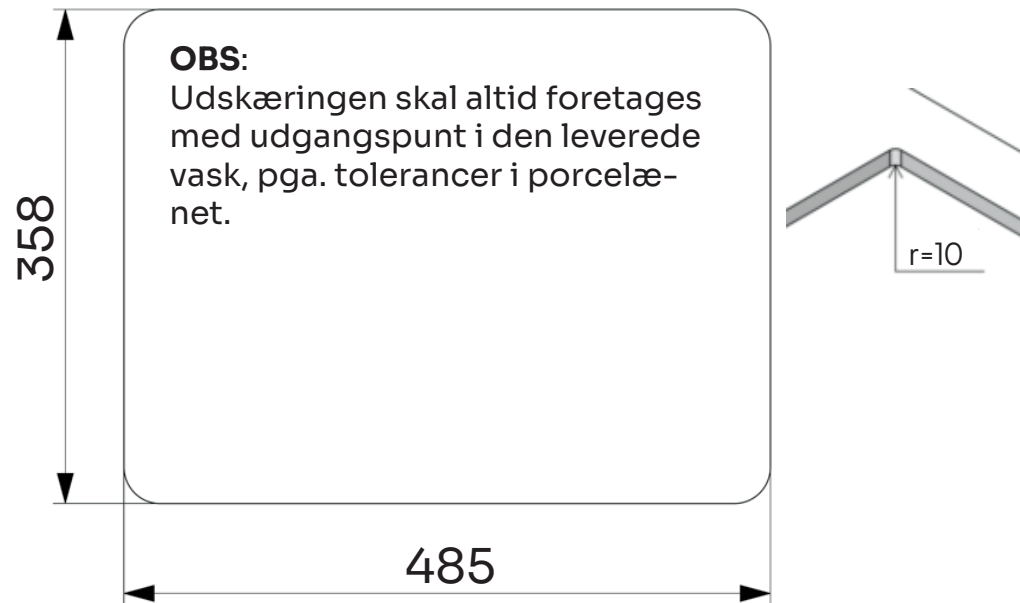 OBS:
Udskæringen skal altid foretages
med udgangspunt i den leverede
vask, pga. tolerancer i porcelæ-
net.
358
r=10
485